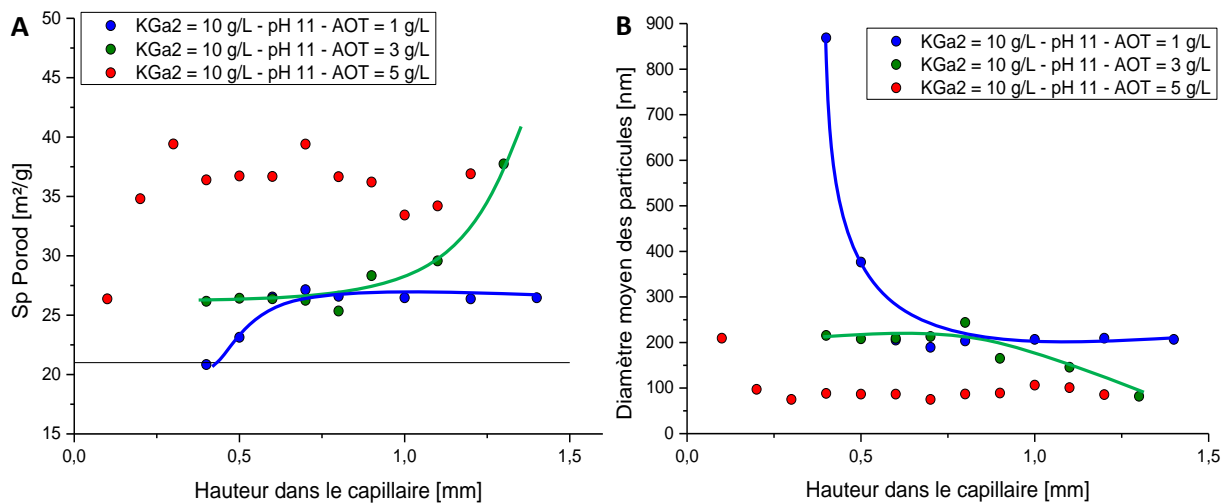 A
KGa2 = 10 g/L - pH 11 - AOT = 1 g/L
KGa2 = 10 g/L - pH 11 - AOT = 3 g/L
KGa2 = 10 g/L - pH 11 - AOT = 5 g/L
50
45
40
35
30
25
20
15
Sp Porod [m²/g]
0,0
0,5
1,0
1,5
Hauteur dans le capillaire [mm]
B
KGa2 = 10 g/L - pH 11 - AOT = 1 g/L
KGa2 = 10 g/L - pH 11 - AOT = 3 g/L
KGa2 = 10 g/L - pH 11 - AOT = 5 g/L
900
800
700
600
500
400
300
200
100
0
Diamètre moyen des particules [nm]
0,0
0,5
1,0
1,5
Hauteur dans le capillaire [mm]